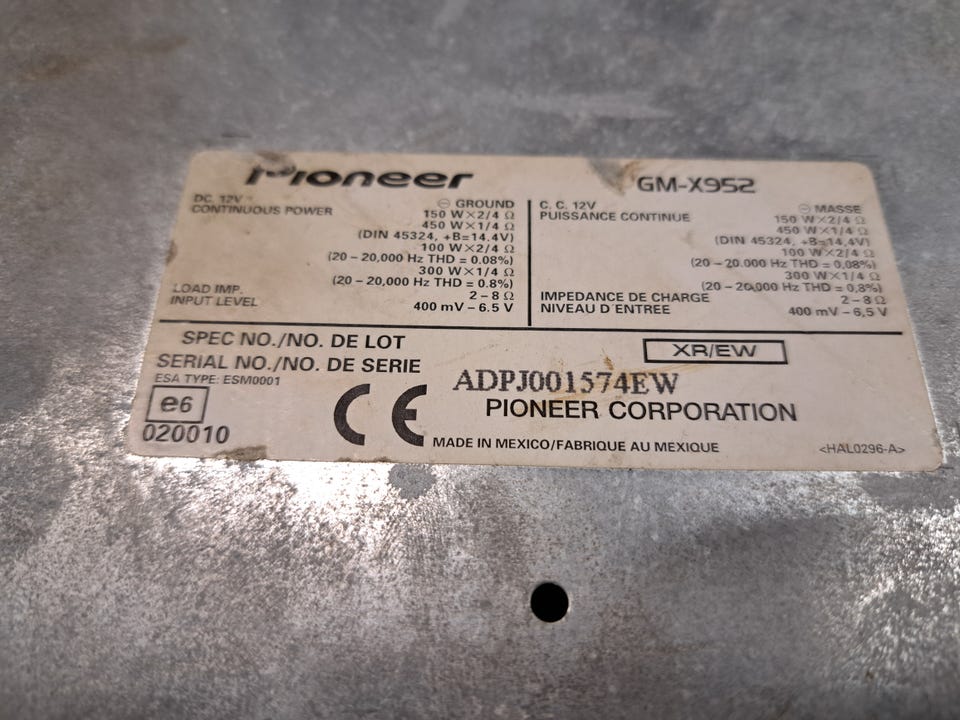 Pioneer GM-X952
DC. 12V ⊖ GROUND
CONTINUOUS POWER 150 W×2/4 Ω
450 W×1/4 Ω
(DIN 45324, +B=14.4V)
100 W×2/4 Ω
(20 – 20,000 Hz THD = 0.08%)
300 W×1/4 Ω
(20 – 20,000 Hz THD = 0.8%)
LOAD IMP. 2 – 8 Ω
INPUT LEVEL 400 mV – 6.5 V
C. C. 12V ⊖ MASSE
PUISSANCE CONTINUE 150 W×2/4 Ω
450 W×1/4 Ω
(DIN 45324, +B=14.4V)
100 W×2/4 Ω
(20 – 20.000 Hz THD = 0,08%)
300 W×1/4 Ω
(20 – 20,000 Hz THD = 0,8%)
IMPEDANCE DE CHARGE 2 – 8 Ω
NIVEAU D'ENTREE 400 mV – 6,5 V
SPEC NO./NO. DE LOT XR/EW
SERIAL NO./NO. DE SERIE ADPJ001574EW
ESA TYPE: ESM0001
e6
020010
CE
PIONEER CORPORATION
MADE IN MEXICO/FABRIQUE AU MEXIQUE
<HAL0296-A>